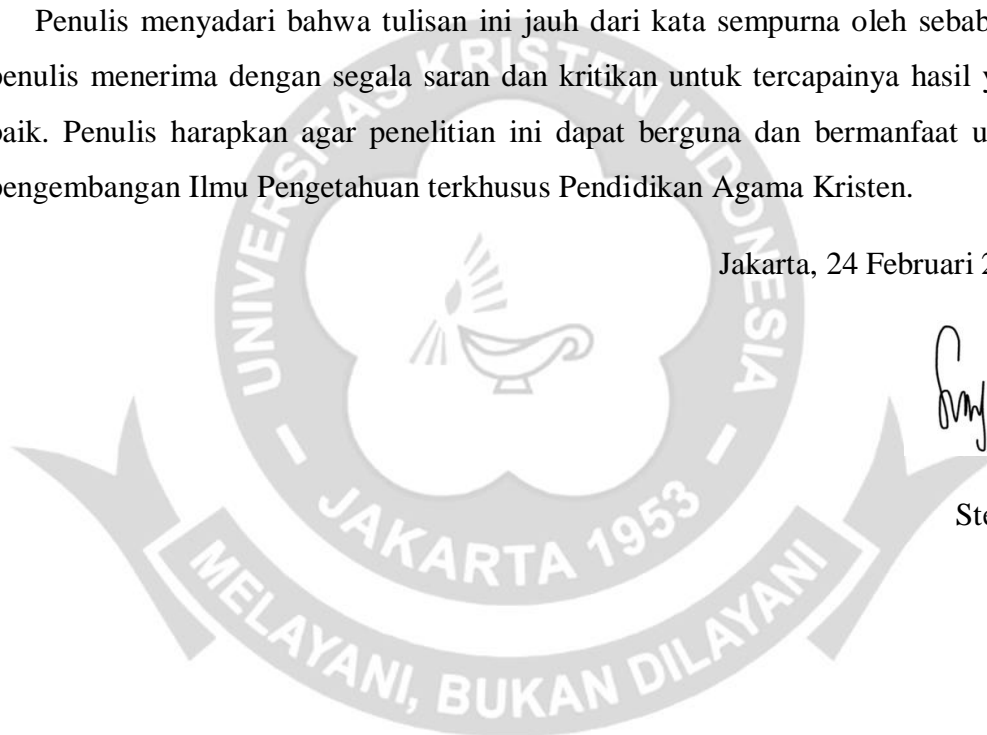 Penulis menyadari bahwa tulisan ini jauh dari kata sempurna oleh sebab
penulis menerima dengan segala saran dan kritikan untuk tercapainya hasil
baik. Penulis harapkan agar penelitian ini dapat berguna dan bermanfaat
pengembangan Ilmu Pengetahuan terkhusus Pendidikan Agama Kristen.
Jakarta, 24 Februari
UNIVERSITAS KRISTEN INDONESIA
JAKARTA 1953
MELAYANI, BUKAN DILAYANI